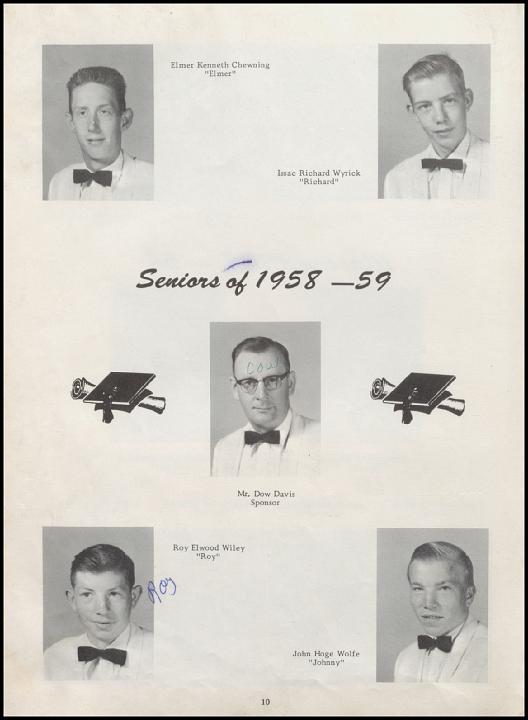 Elmer Kenneth Chewning
"Elmer"
Issac Richard Wyrick
"Richard"
Seniors of 1958 —59
Mr. Dow Davis
Sponsor
Roy Elwood Wiley
"Roy"
Roy
John Hoge Wolfe
"Johnny"
10